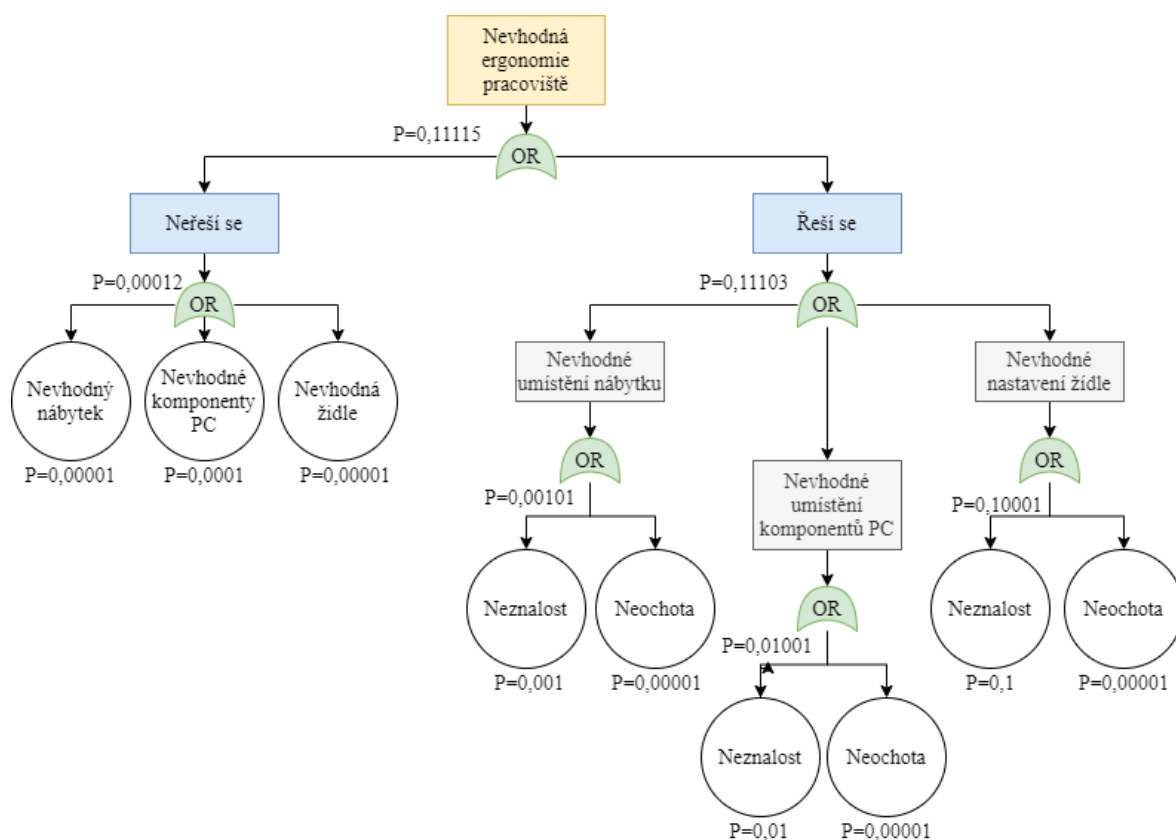 Nevhodná
ergonomie
pracoviště
P=0,11115
OR
Neřeší se
Řeší se
P=0,00012
OR
P=0,11103
OR
Nevhodný
nábytek
Nevhodné
komponenty
PC
Nevhodná
židle
P=0,00001
P=0,0001
P=0,00001
Nevhodné
umístění nábytku
Nevhodné
nastavení židle
OR
OR
P=0,00101
Nevhodné
umístění
komponentů PC
P=0,10001
Neznalost
Neochota
OR
Neznalost
Neochota
P=0,01001
P=0,001
P=0,00001
P=0,1
P=0,00001
Neznalost
Neochota
P=0,01
P=0,00001